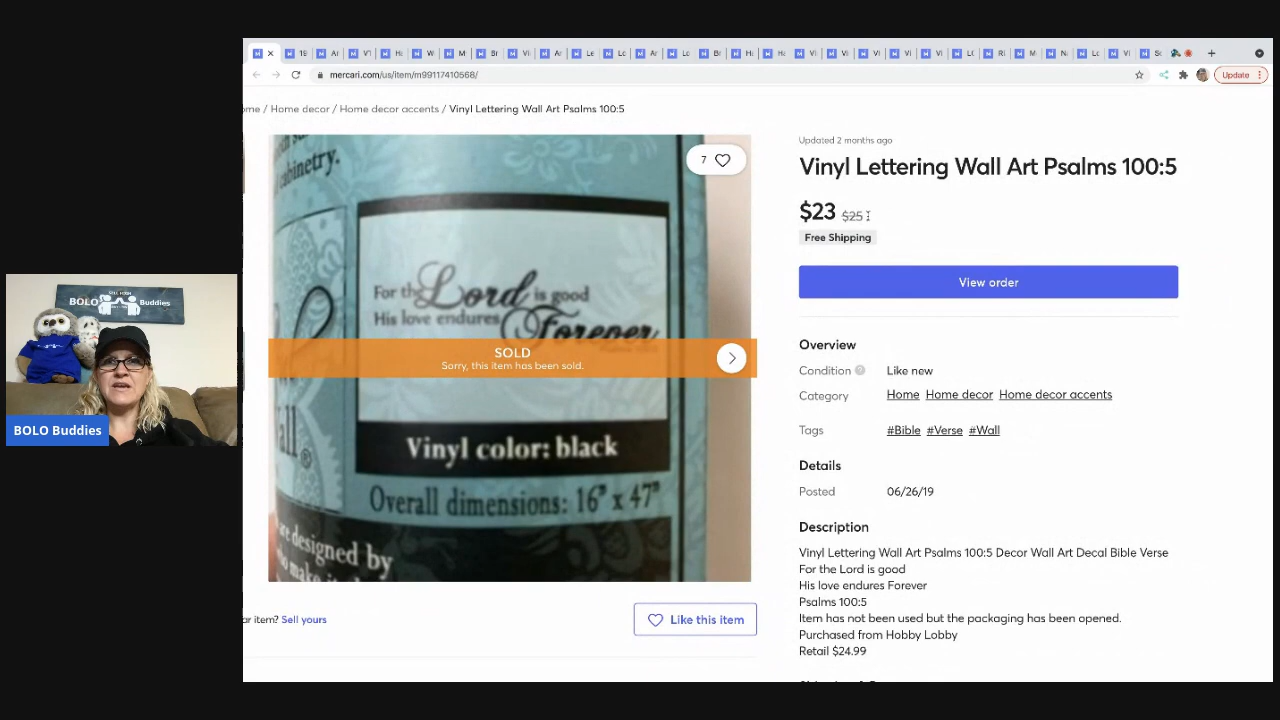 mercari.com/us/item/m99117410568/
Update
Home decor / Home decor accents / Vinyl Lettering Wall Art Psalms 100:5
Updated 2 months ago
Vinyl Lettering Wall Art Psalms 100:5
$23 $25
Free Shipping
View order
Overview
Condition Like new
Category Home Home decor Home decor accents
Tags #Bible #Verse #Wall
Details
Posted 06/26/19
Description
Vinyl Lettering Wall Art Psalms 100:5 Decor Wall Art Decal Bible Verse
For the Lord is good
His love endures Forever
Psalms 100:5
Item has not been used but the packaging has been opened.
Purchased from Hobby Lobby
Retail $24.99
7
cabinetry.
For the Lord is good
His love endures Forever
SOLD
Sorry, this item has been sold.
Vinyl color: black
Overall dimensions: 16" x 47"
are designed by
item? Sell yours
Like this item
BOLO Buddies
BOLO Buddies